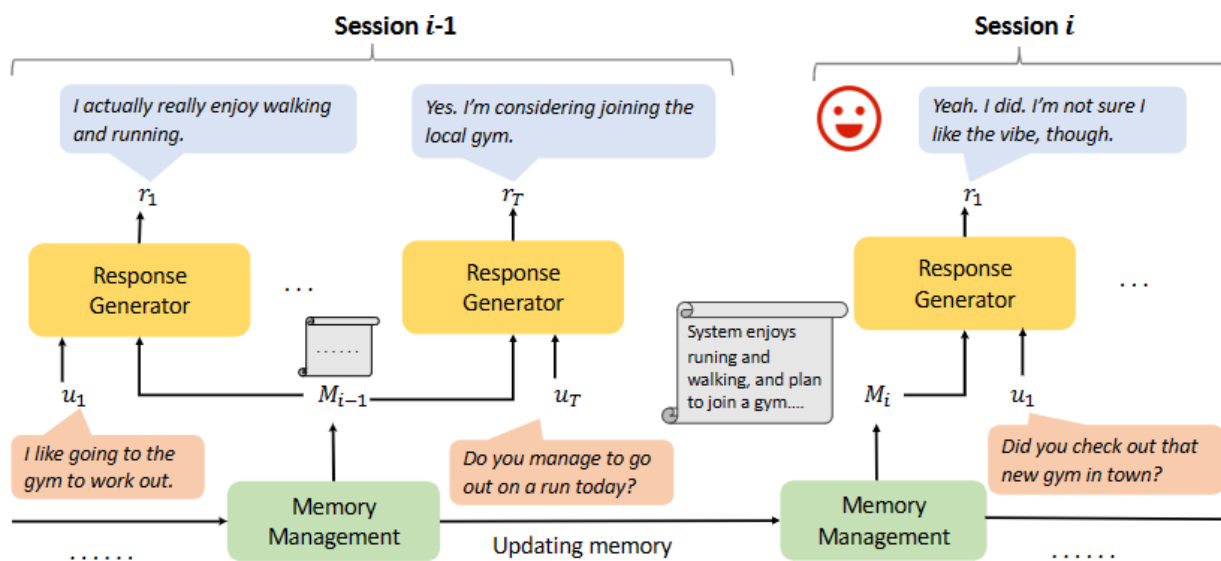 Session i-1
Session i
I actually really enjoy walking
and running.
Yes. I'm considering joining the
local gym.
Yeah. I did. I'm not sure I
like the vibe, though.
r₁
r_T
r₁
Response
Generator
. . .
Response
Generator
Response
Generator
. . .
. . . . . .
System enjoys
runing and
walking, and plan
to join a gym....
u₁
M_{i-1}
u_T
M_i
u₁
I like going to the
gym to work out.
Do you manage to go
out on a run today?
Did you check out that
new gym in town?
Memory
Management
Memory
Management
. . . . . .
Updating memory
. . . . . .